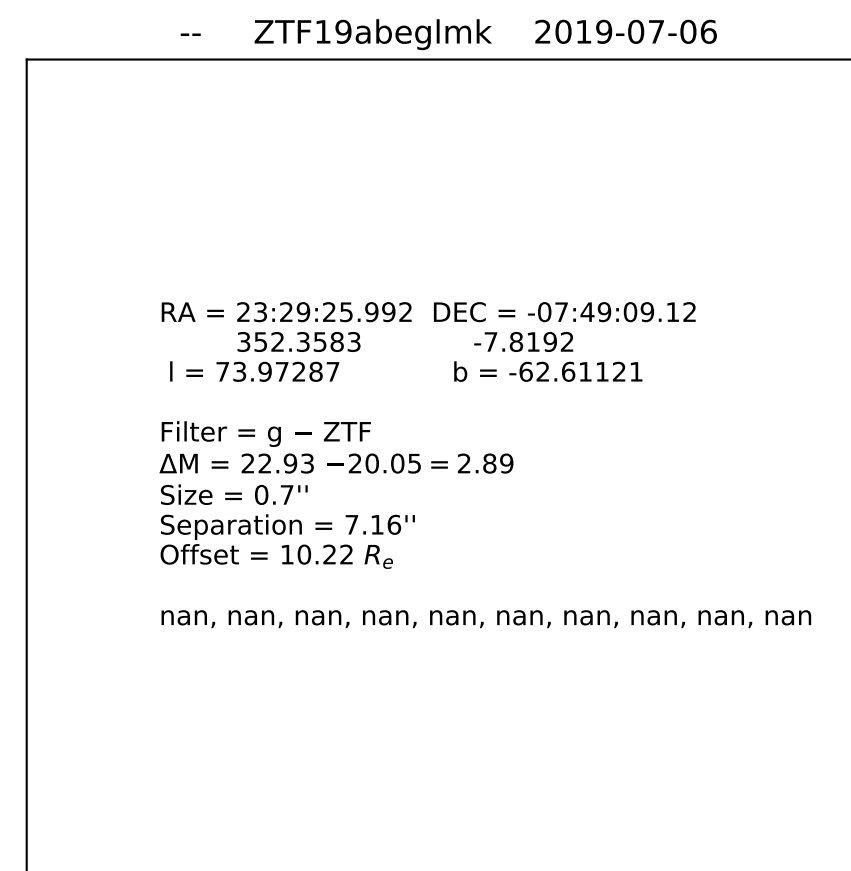 -- ZTF19abeglmk 2019-07-06
RA = 23:29:25.992 DEC = -07:49:09.12
352.3583 -7.8192
l = 73.97287 b = -62.61121
Filter = g − ZTF
ΔM = 22.93 −20.05 = 2.89
Size = 0.7''
Separation = 7.16''
Offset = 10.22 Rₑ
nan, nan, nan, nan, nan, nan, nan, nan, nan, nan